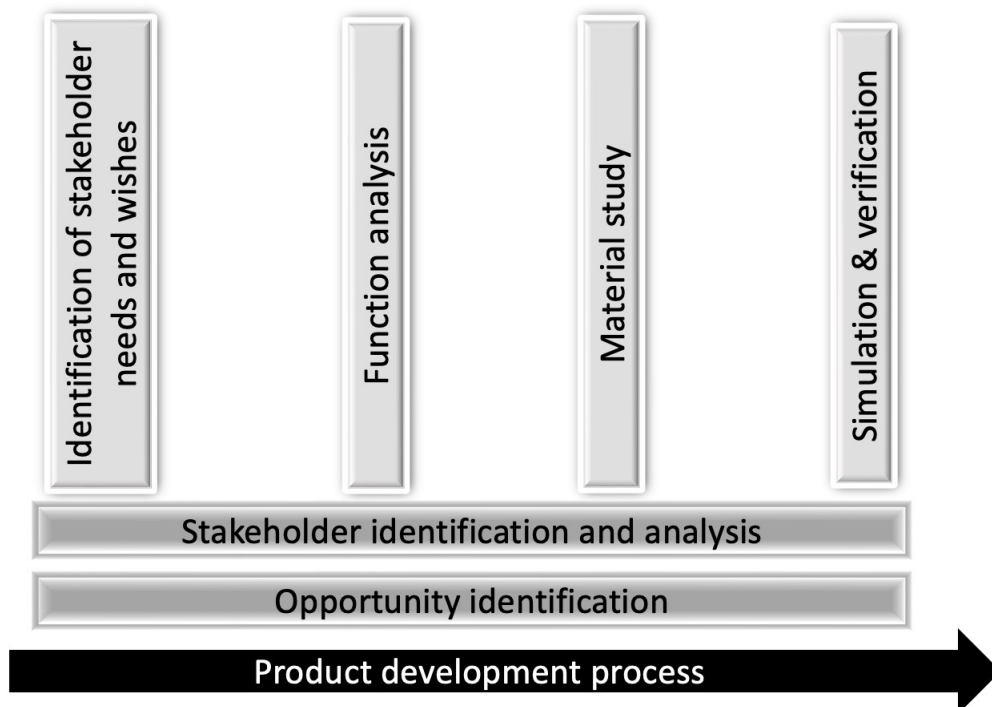 Identification of stakeholder
needs and wishes
Function analysis
Material study
Simulation & verification
Stakeholder identification and analysis
Opportunity identification
Product development process